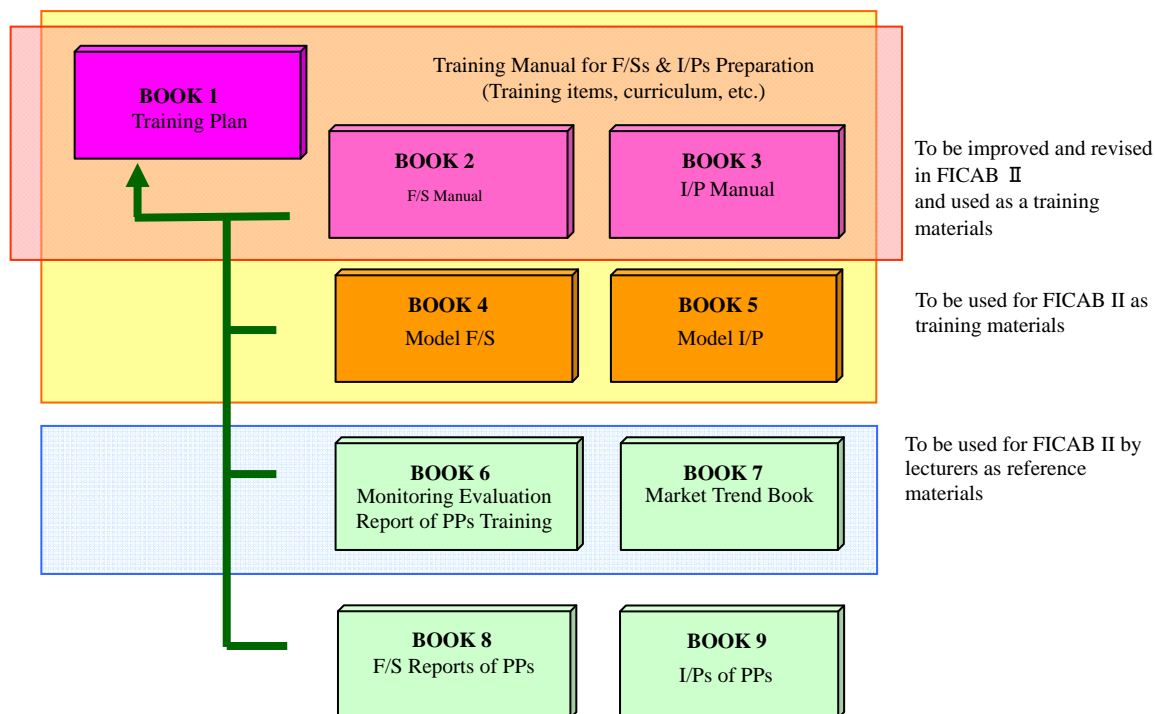 Training Manual for F/Ss & I/Ps Preparation
(Training items, curriculum, etc.)
BOOK 1
Training Plan
BOOK 2
F/S Manual
BOOK 3
I/P Manual
To be improved and revised
in FICAB Ⅱ
and used as a training
materials
BOOK 4
Model F/S
BOOK 5
Model I/P
To be used for FICAB II as
training materials
BOOK 6
Monitoring Evaluation
Report of PPs Training
BOOK 7
Market Trend Book
To be used for FICAB II by
lecturers as reference
materials
BOOK 8
F/S Reports of PPs
BOOK 9
I/Ps of PPs